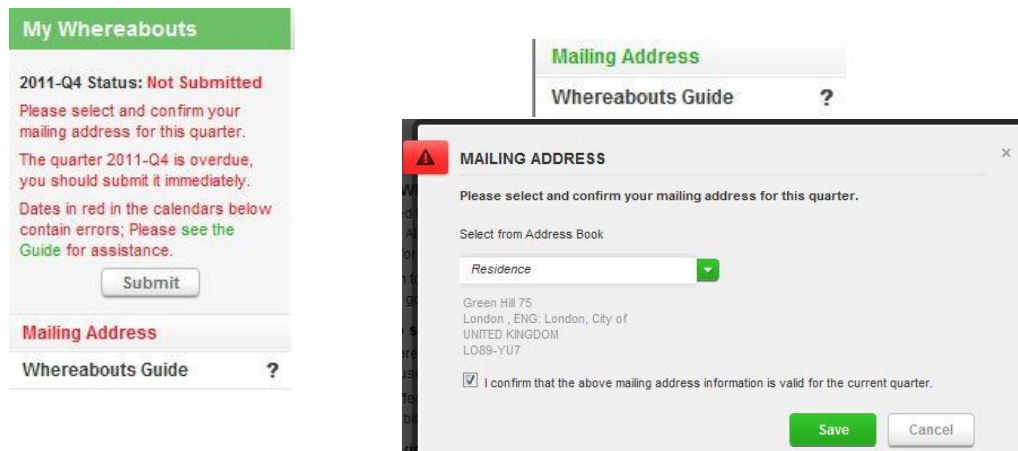 My Whereabouts
2011-Q4 Status: Not Submitted
Please select and confirm your
mailing address for this quarter.
The quarter 2011-Q4 is overdue,
you should submit it immediately.
Dates in red in the calendars below
contain errors; Please see the
Guide for assistance.
Submit
Mailing Address
Whereabouts Guide ?
Mailing Address
Whereabouts Guide ?
MAILING ADDRESS ×
Please select and confirm your mailing address for this quarter.
Select from Address Book
Residence
Green Hill 75
London , ENG: London, City of
UNITED KINGDOM
LO89-YU7
I confirm that the above mailing address information is valid for the current quarter.
Save Cancel